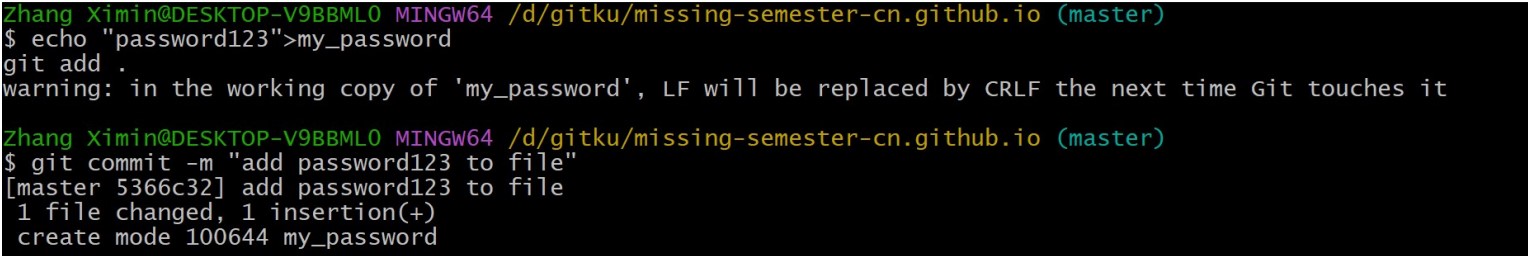 Zhang Ximin@DESKTOP-V9BBML0 MINGW64 /d/gitku/missing-semester-cn.github.io (master)
$ echo "password123">my_password
git add .
warning: in the working copy of 'my_password', LF will be replaced by CRLF the next time Git touches it
Zhang Ximin@DESKTOP-V9BBML0 MINGW64 /d/gitku/missing-semester-cn.github.io (master)
$ git commit -m "add password123 to file"
[master 5366c32] add password123 to file
 1 file changed, 1 insertion(+)
 create mode 100644 my_password